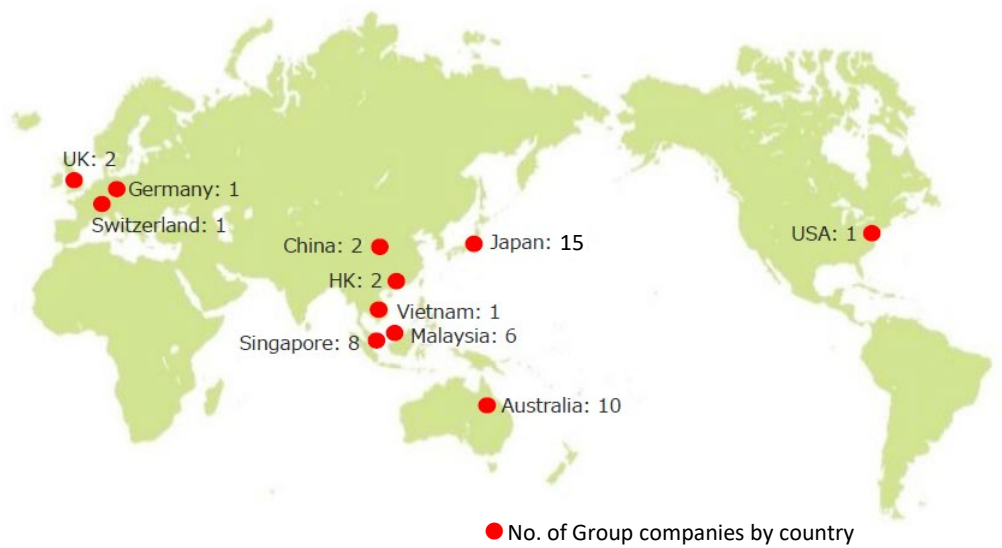 UK: 2
Germany: 1
Switzerland: 1
China: 2
Japan: 15
USA: 1
HK: 2
Vietnam: 1
Malaysia: 6
Singapore: 8
Australia: 10
No. of Group companies by country